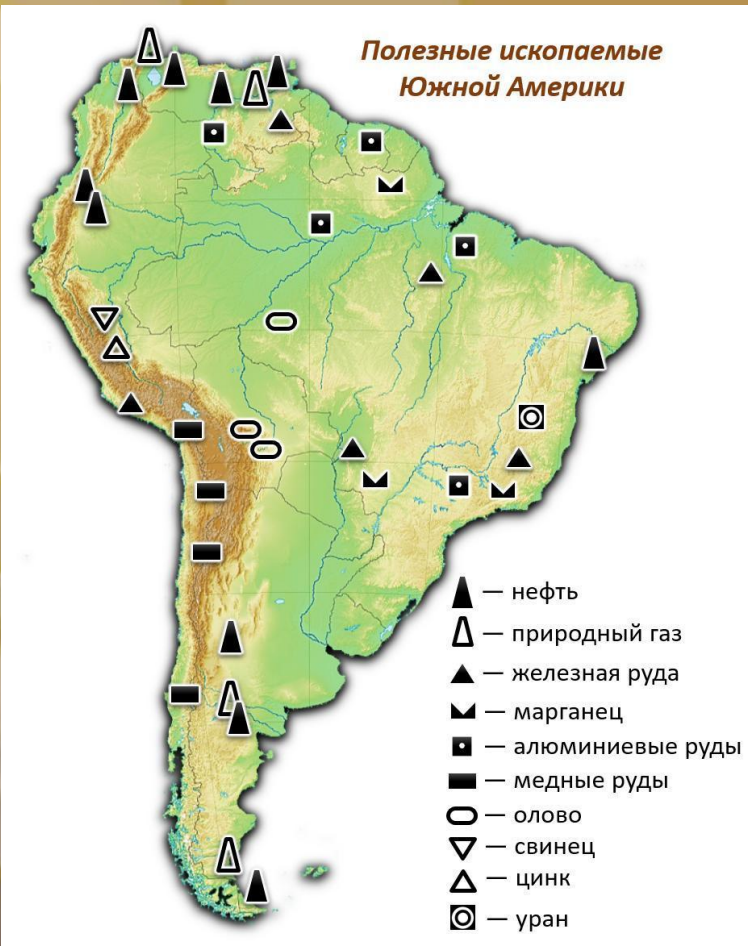 Полезные ископаемые
Южной Америки
— нефть
— природный газ
— железная руда
— марганец
— алюминиевые руды
— медные руды
— олово
— свинец
— цинк
— уран